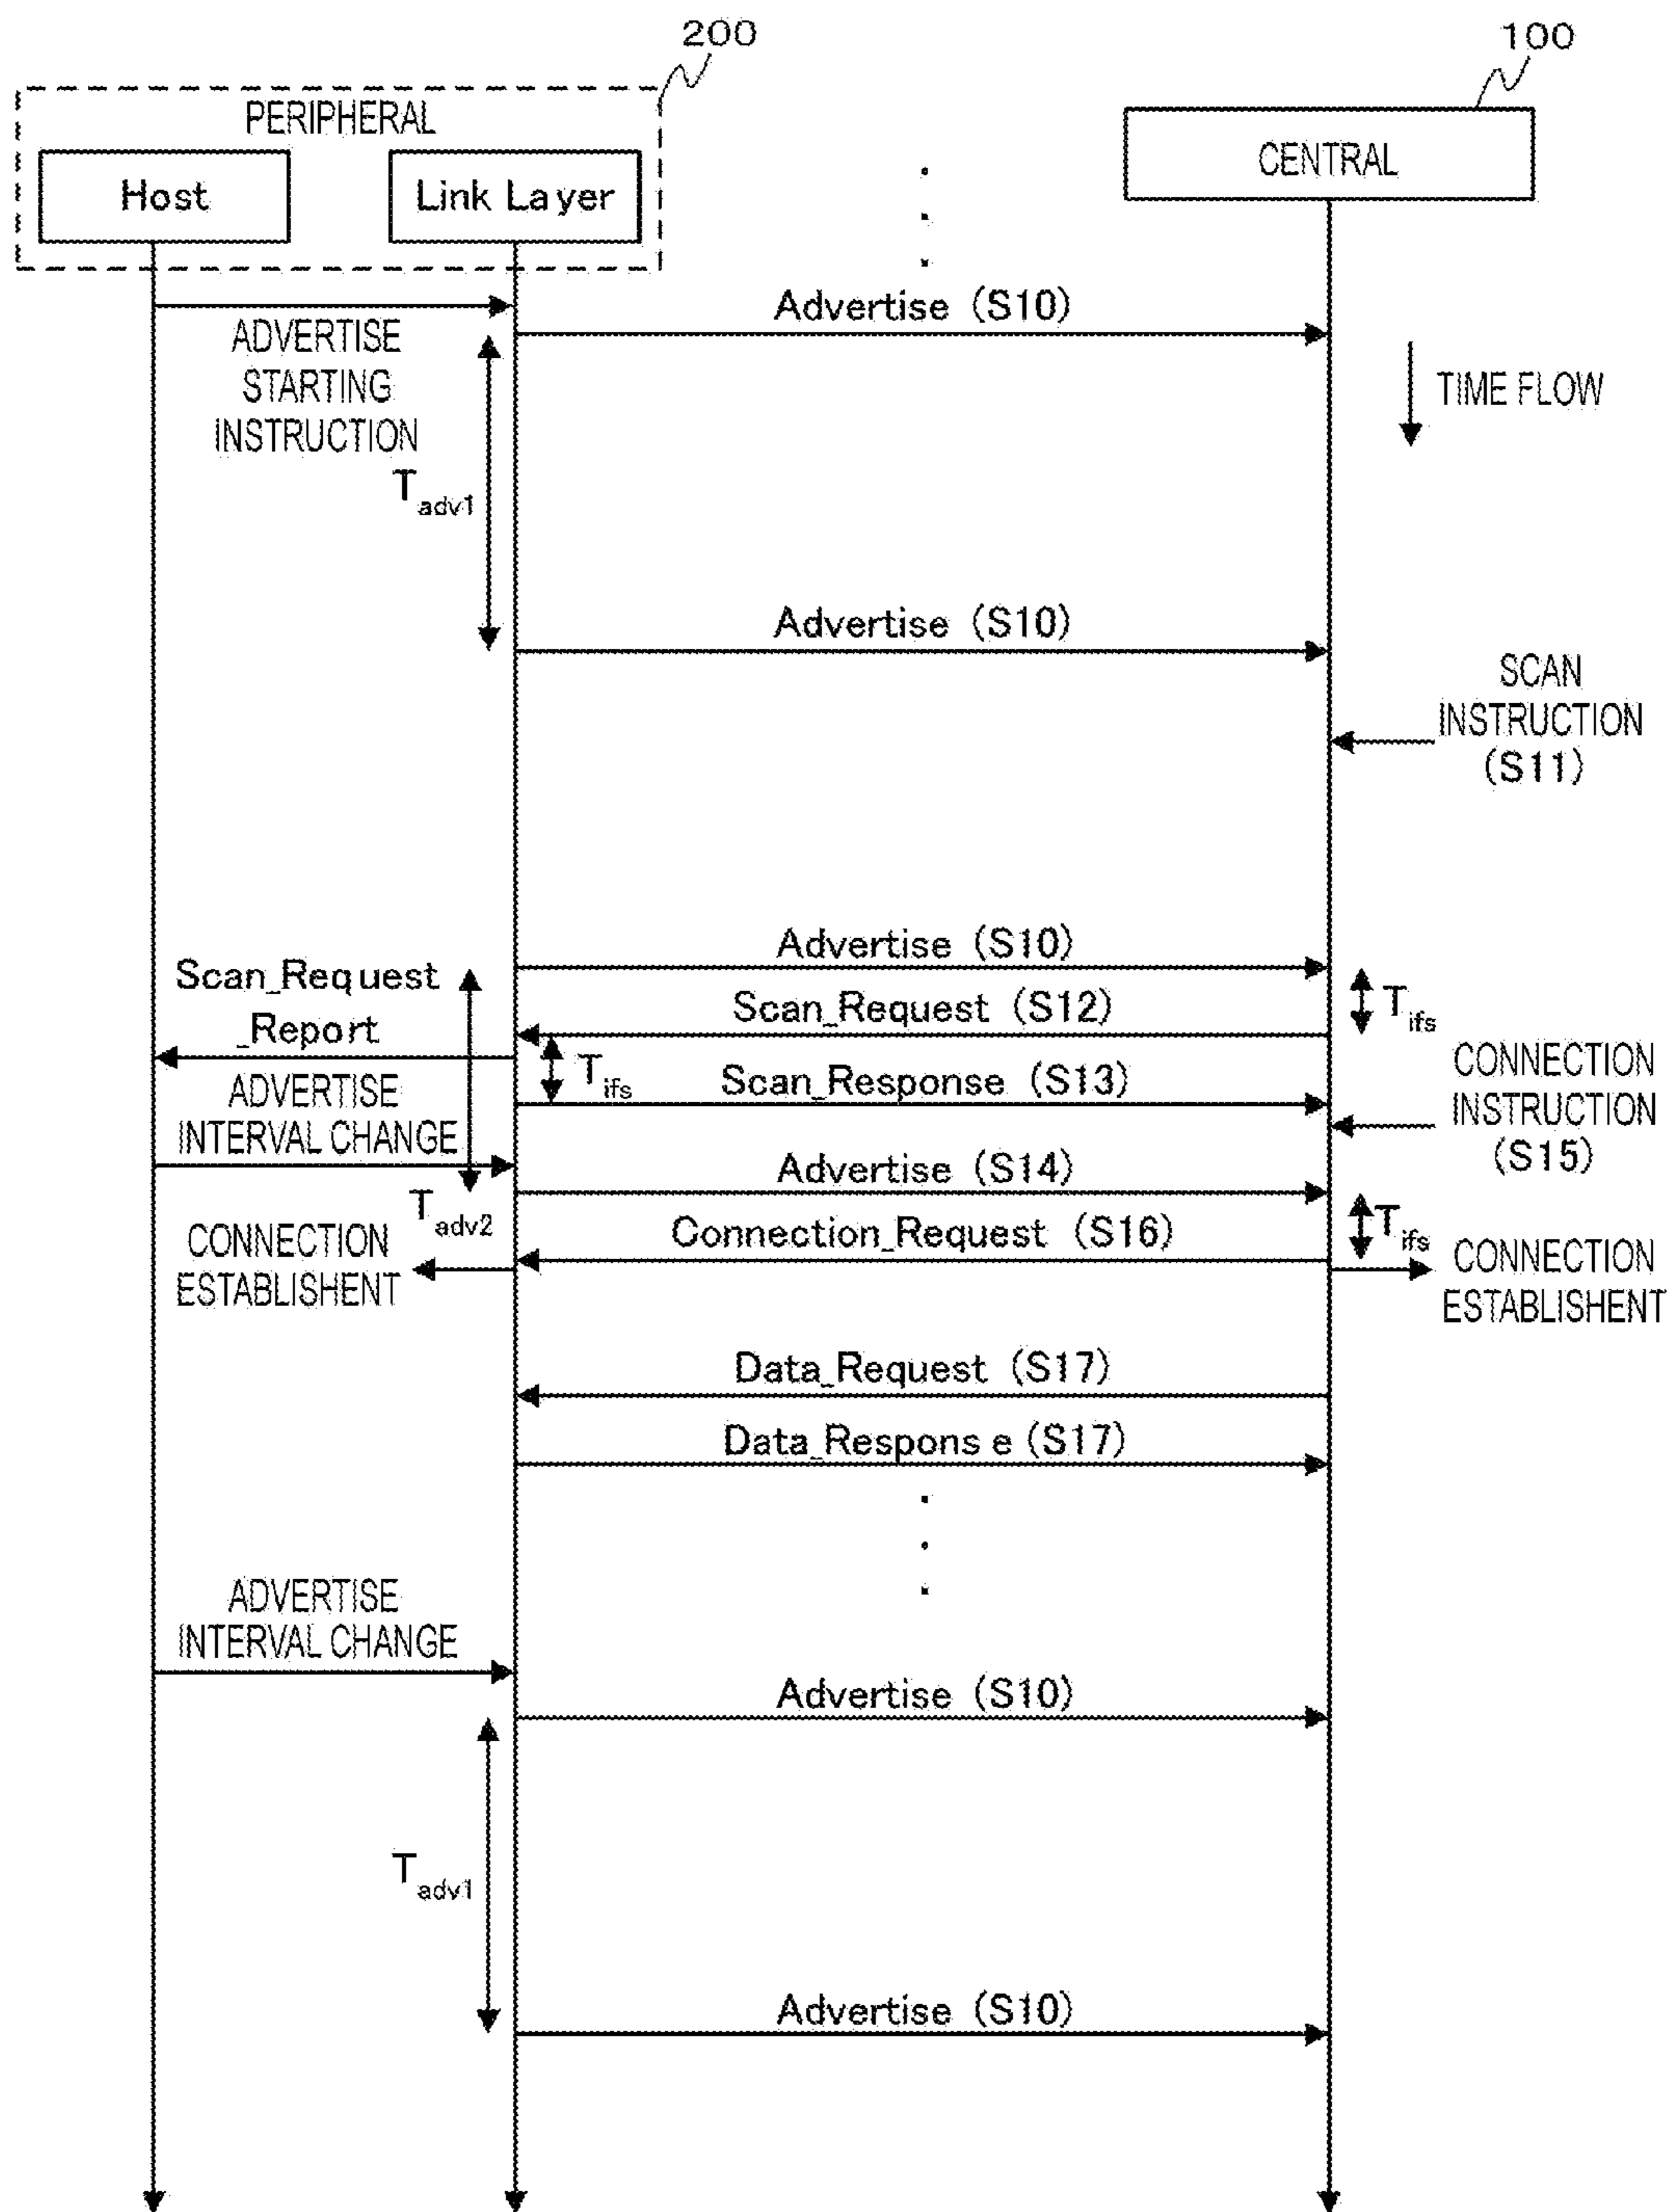 200
100
PERIPHERAL
Host
Link Layer
CENTRAL
Advertise (S10)
ADVERTISE
STARTING
INSTRUCTION
TIME FLOW
Tadv1
Advertise (S10)
SCAN
INSTRUCTION
(S11)
Advertise (S10)
Scan_Request
_Report
Scan_Request (S12)
Tifs
Tifs
Scan_Response (S13)
CONNECTION
INSTRUCTION
(S15)
ADVERTISE
INTERVAL CHANGE
Advertise (S14)
Tadv2
Connection_Request (S16)
Tifs
CONNECTION
ESTABLISHENT
CONNECTION
ESTABLISHENT
Data_Request (S17)
Data_Respons e (S17)
ADVERTISE
INTERVAL CHANGE
Advertise (S10)
Tadv1
Advertise (S10)